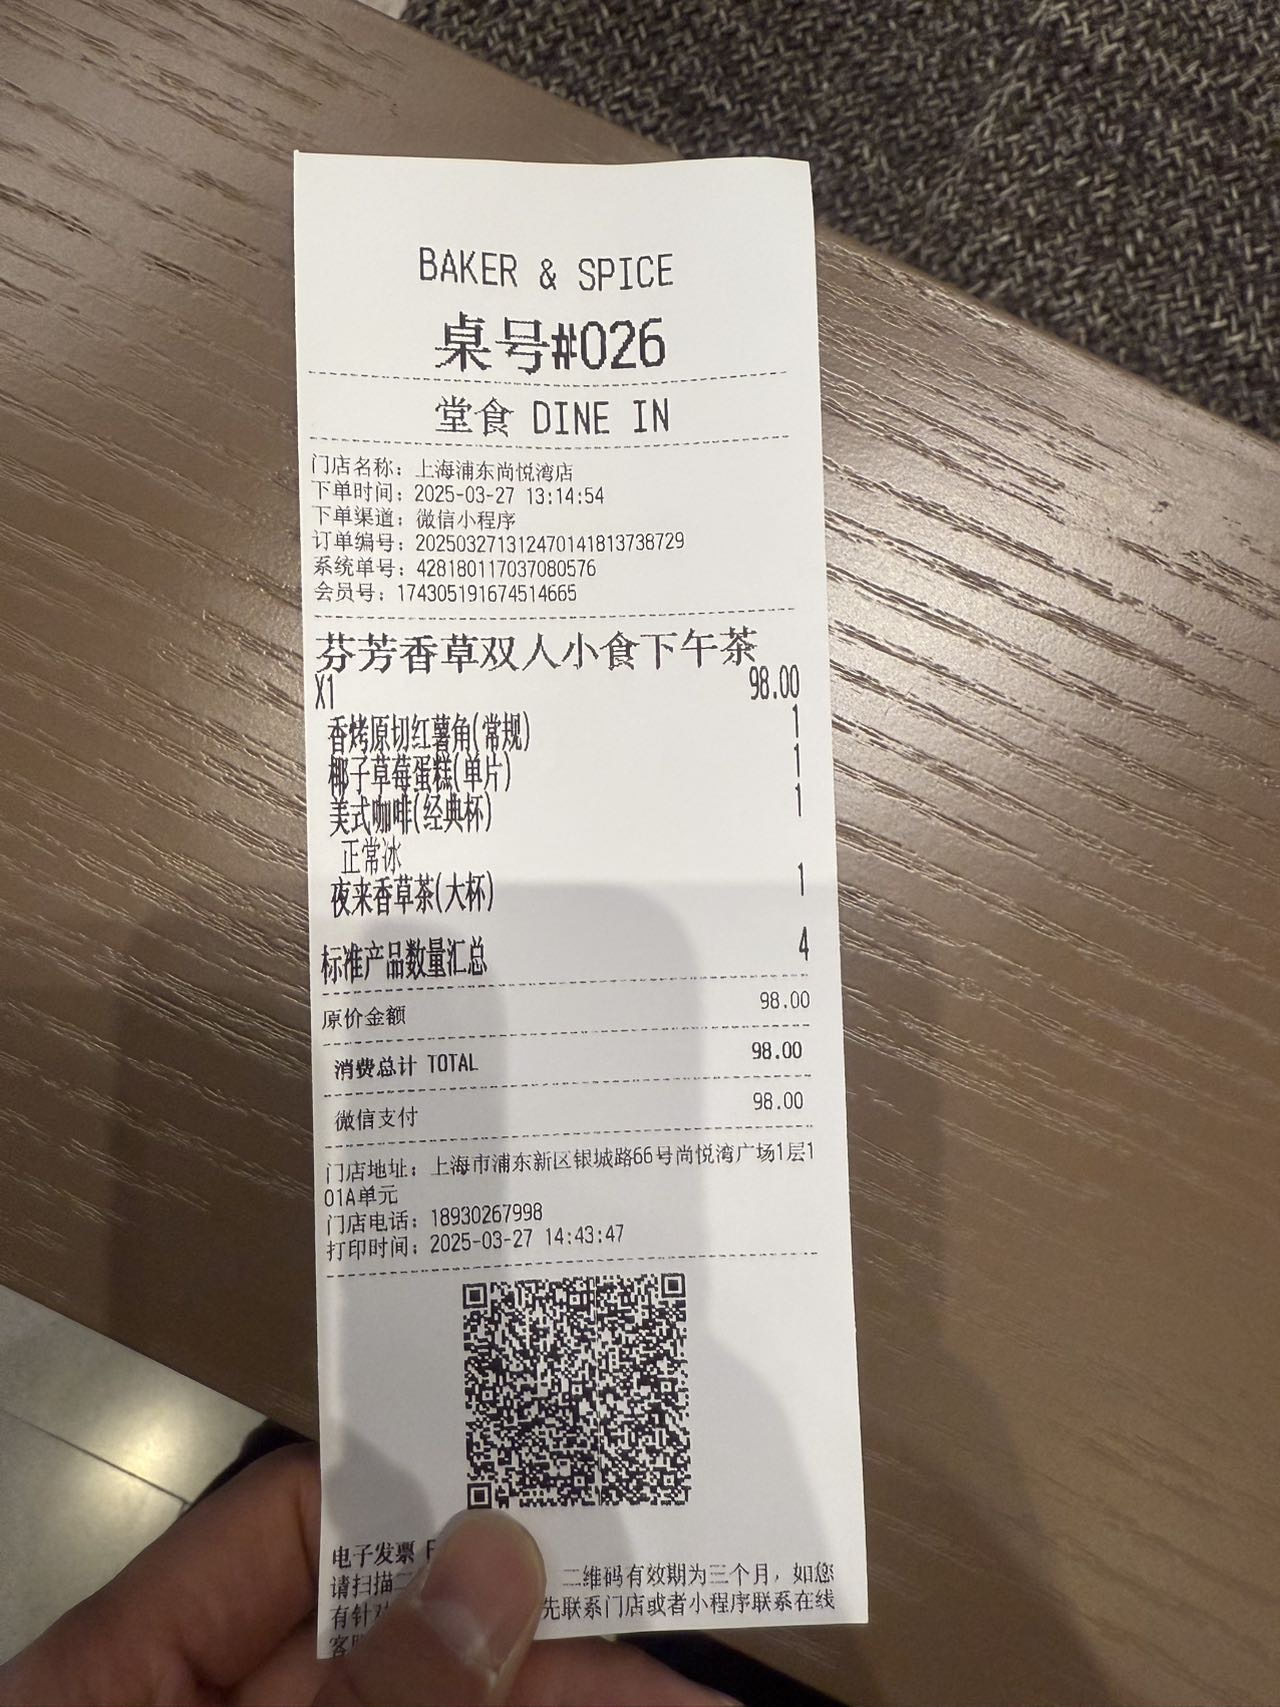 BAKER & SPICE
桌号#026
堂食 DINE IN
门店名称：上海浦东尚悦湾店
下单时间：2025-03-27 13:14:54
下单渠道：微信小程序
订单编号：202503271312470141813738729
系统单号：428180117037080576
会员号：174305191674514665
芬芳香草双人小食下午茶
X1 98.00
香烤原切红薯角(常规) 1
椰子草莓蛋糕(单片) 1
美式咖啡(经典杯) 1
正常冰
夜来香草茶(大杯) 1
标准产品数量汇总 4
原价金额 98.00
消费总计 TOTAL 98.00
微信支付 98.00
门店地址：上海市浦东新区银城路66号尚悦湾广场1层1
01A单元
门店电话：18930267998
打印时间：2025-03-27 14:43:47
电子发票
请扫描二 二维码有效期为三个月，如您
有针对 先联系门店或者小程序联系在线